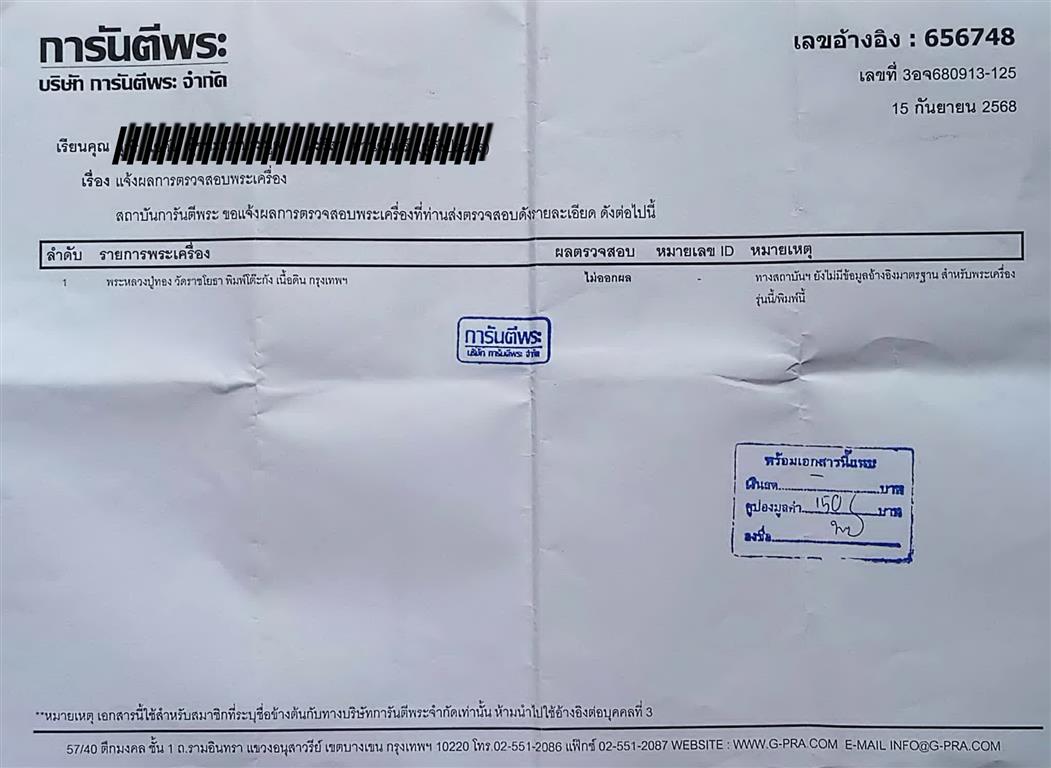 การันตีพระ
บริษัท การันตีพระ จำกัด
เลขอ้างอิง : 656748
เลขที่ 3อจ680913-125
15 กันยายน 2568
เรียนคุณ
เรื่อง แจ้งผลการตรวจสอบพระเครื่อง
สถาบันการันตีพระ ขอแจ้งผลการตรวจสอบพระเครื่องที่ท่านส่งตรวจสอบดังรายละเอียด ดังต่อไปนี้
ลำดับ รายการพระเครื่อง ผลตรวจสอบ หมายเลข ID หมายเหตุ
1 พระหลวงปู่ทอง วัดราชโยธา พิมพ์โต๊ะกัง เนื้อดิน กรุงเทพฯ ไม่ออกผล - ทางสถาบันฯ ยังไม่มีข้อมูลอ้างอิงมาตรฐาน สำหรับพระเครื่อง
รุ่นนี้/พิมพ์นี้
การันตีพระ
บริษัท การันตีพระ จำกัด
พร้อมเอกสารนี้แนบ
เงินสด - บาท
คูปองมูลค่า 150 บาท
ลงชื่อ
**หมายเหตุ เอกสารนี้ใช้สำหรับสมาชิกที่ระบุชื่อข้างต้นกับทางบริษัทการันตีพระจำกัดเท่านั้น ห้ามนำไปใช้อ้างอิงต่อบุคคลที่ 3
57/40 ตึกมงคล ชั้น 1 ถ.รามอินทรา แขวงอนุสาวรีย์ เขตบางเขน กรุงเทพฯ 10220 โทร.02-551-2086 แฟ๊กซ์ 02-551-2087 WEBSITE : WWW.G-PRA.COM E-MAIL INFO@G-PRA.COM